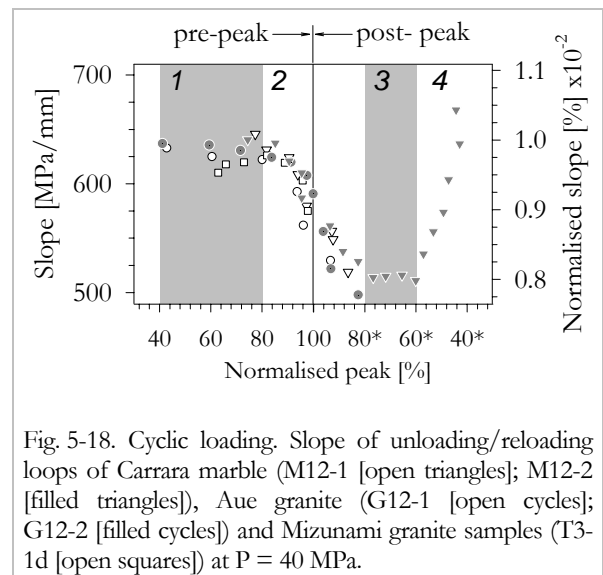 pre-peak post- peak
700
600
500
Slope [MPa/mm]
1 2 3 4
1.1
1.0
0.9
0.8
Normalised slope [%] x10-2
40 60 80 100 80* 60* 40*
Normalised peak [%]
Fig. 5-18. Cyclic loading. Slope of unloading/reloading
loops of Carrara marble (M12-1 [open triangles]; M12-2
[filled triangles]), Aue granite (G12-1 [open cycles];
G12-2 [filled cycles]) and Mizunami granite samples (T3-
1d [open squares]) at P = 40 MPa.